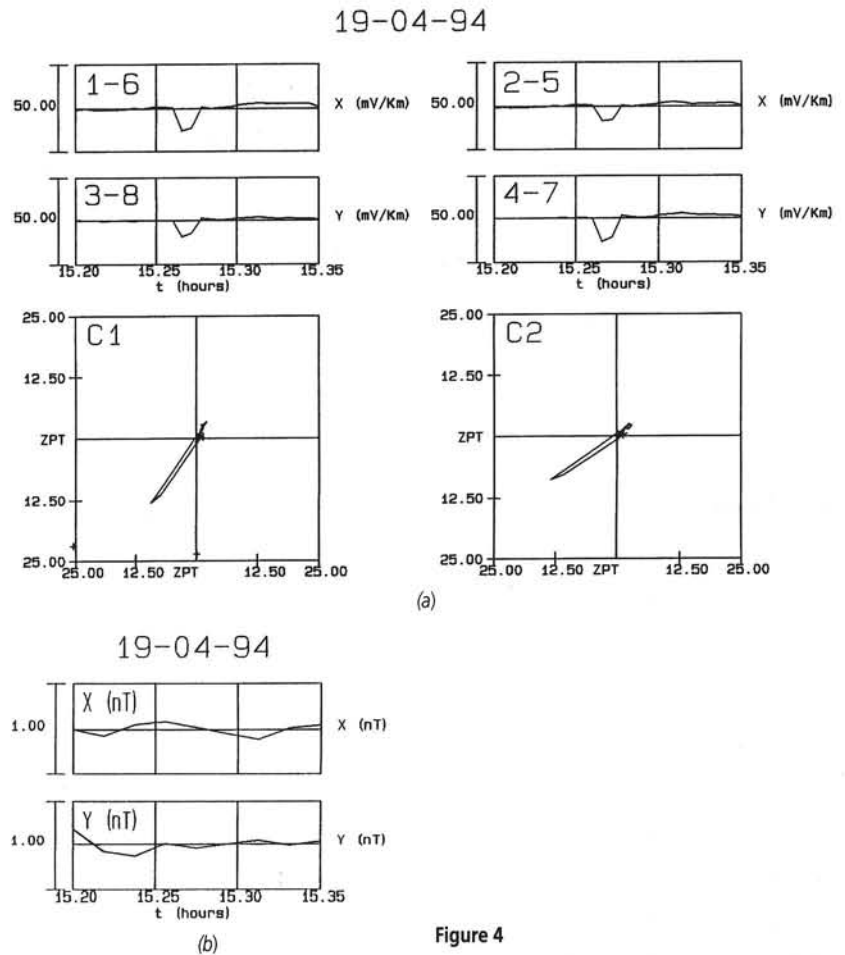 19-04-94
1-6
50.00
X (mV/Km)
2-5
50.00
X (mV/Km)
3-8
50.00
Y (mV/Km)
15.20 15.25 15.30 15.35
t (hours)
4-7
50.00
Y (mV/Km)
15.20 15.25 15.30 15.35
t (hours)
C1
25.00
12.50
ZPT
12.50
25.00
25.00 12.50 ZPT 12.50 25.00
C2
25.00
12.50
ZPT
12.50
25.00
25.00 12.50 ZPT 12.50 25.00
(a)
19-04-94
X (nT)
1.00
X (nT)
Y (nT)
1.00
Y (nT)
15.20 15.25 15.30 15.35
t (hours)
(b)
Figure 4